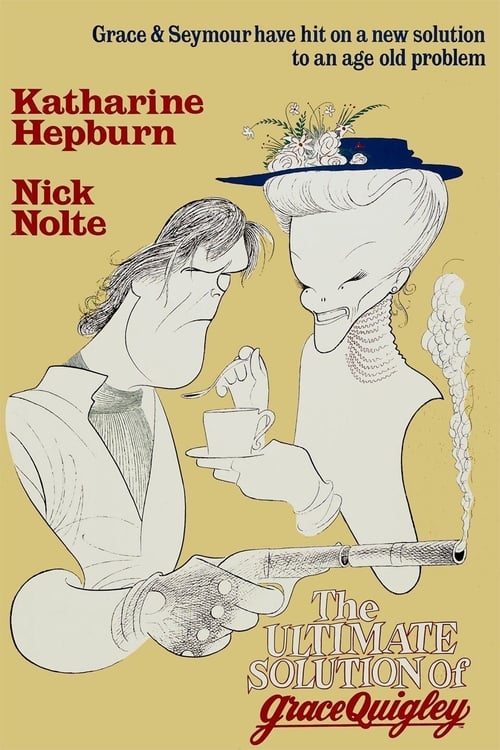 Grace & Seymour have hit on a new solution
to an age old problem
Katharine
Hepburn
Nick
Nolte
The
ULTIMATE
SOLUTION of
Grace Quigley